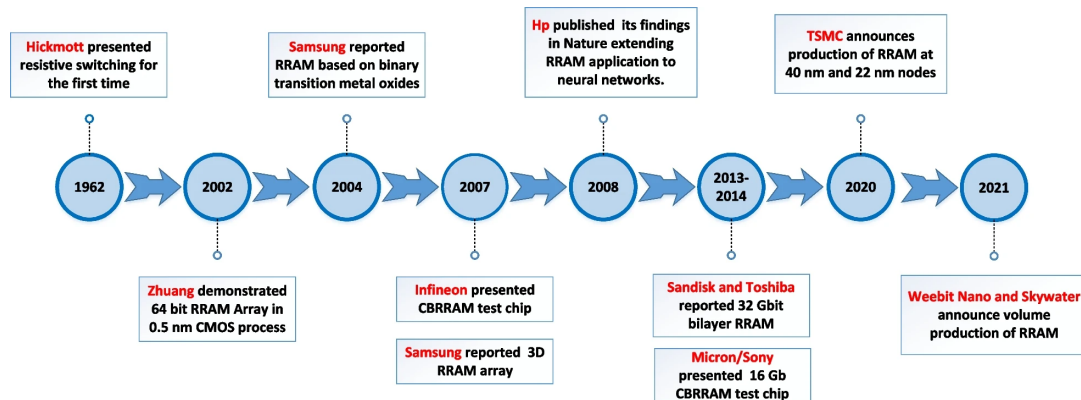 Hickmott presented
resistive switching for
the first time
Samsung reported
RRAM based on binary
transition metal oxides
Hp published its findings
in Nature extending
RRAM application to
neural networks.
TSMC announces
production of RRAM at
40 nm and 22 nm nodes
1962
2002
2004
2007
2008
2013-
2014
2020
2021
Zhuang demonstrated
64 bit RRAM Array in
0.5 nm CMOS process
Infineon presented
CBRRAM test chip
Samsung reported 3D
RRAM array
Sandisk and Toshiba
reported 32 Gbit
bilayer RRAM
Micron/Sony
presented 16 Gb
CBRRAM test chip
Weebit Nano and Skywater
announce volume
production of RRAM